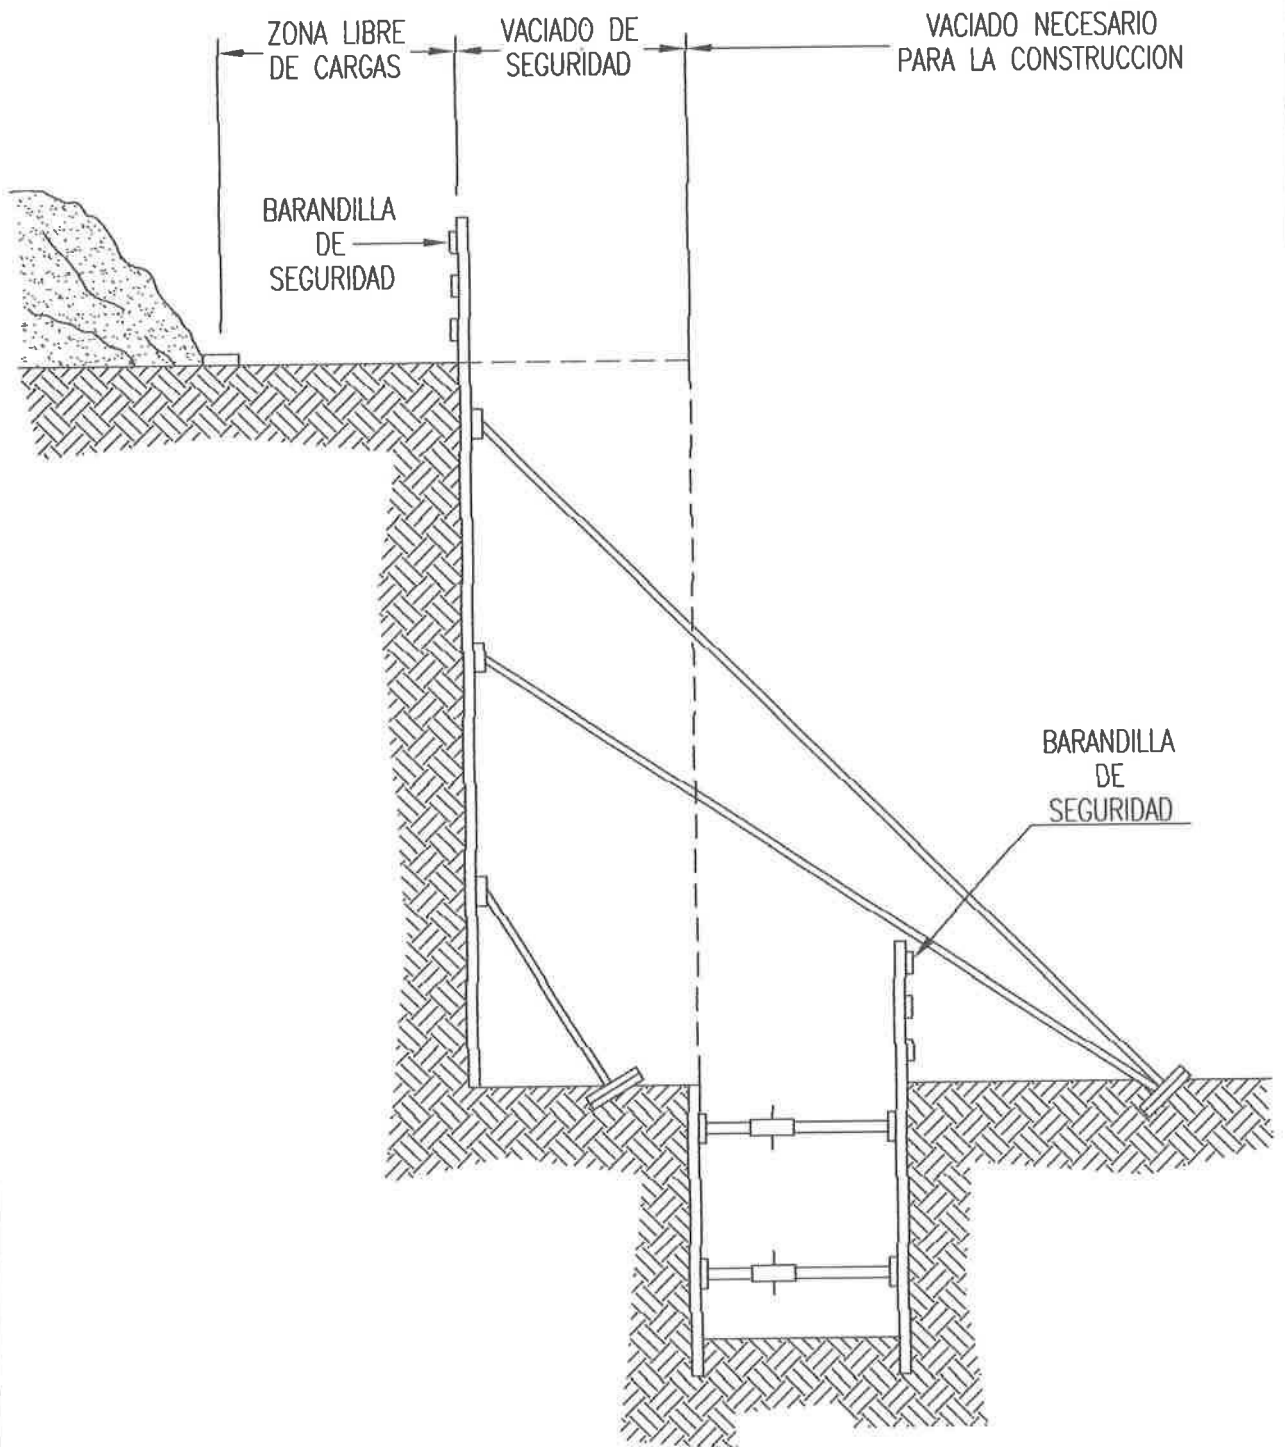 ZONA LIBRE
DE CARGAS
VACIADO DE
SEGURIDAD
VACIADO NECESARIO
PARA LA CONSTRUCCION
BARANDILLA
DE
SEGURIDAD
BARANDILLA
DE
SEGURIDAD